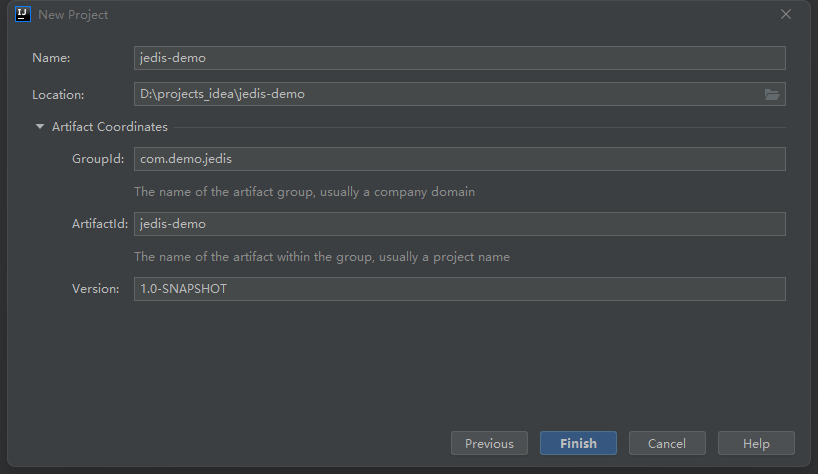 IJ
New Project
Name: jedis-demo
Location: D:\projects_idea\jedis-demo
Artifact Coordinates
GroupId: com.demo.jedis
The name of the artifact group, usually a company domain
ArtifactId: jedis-demo
The name of the artifact within the group, usually a project name
Version: 1.0-SNAPSHOT
Previous Finish Cancel Help